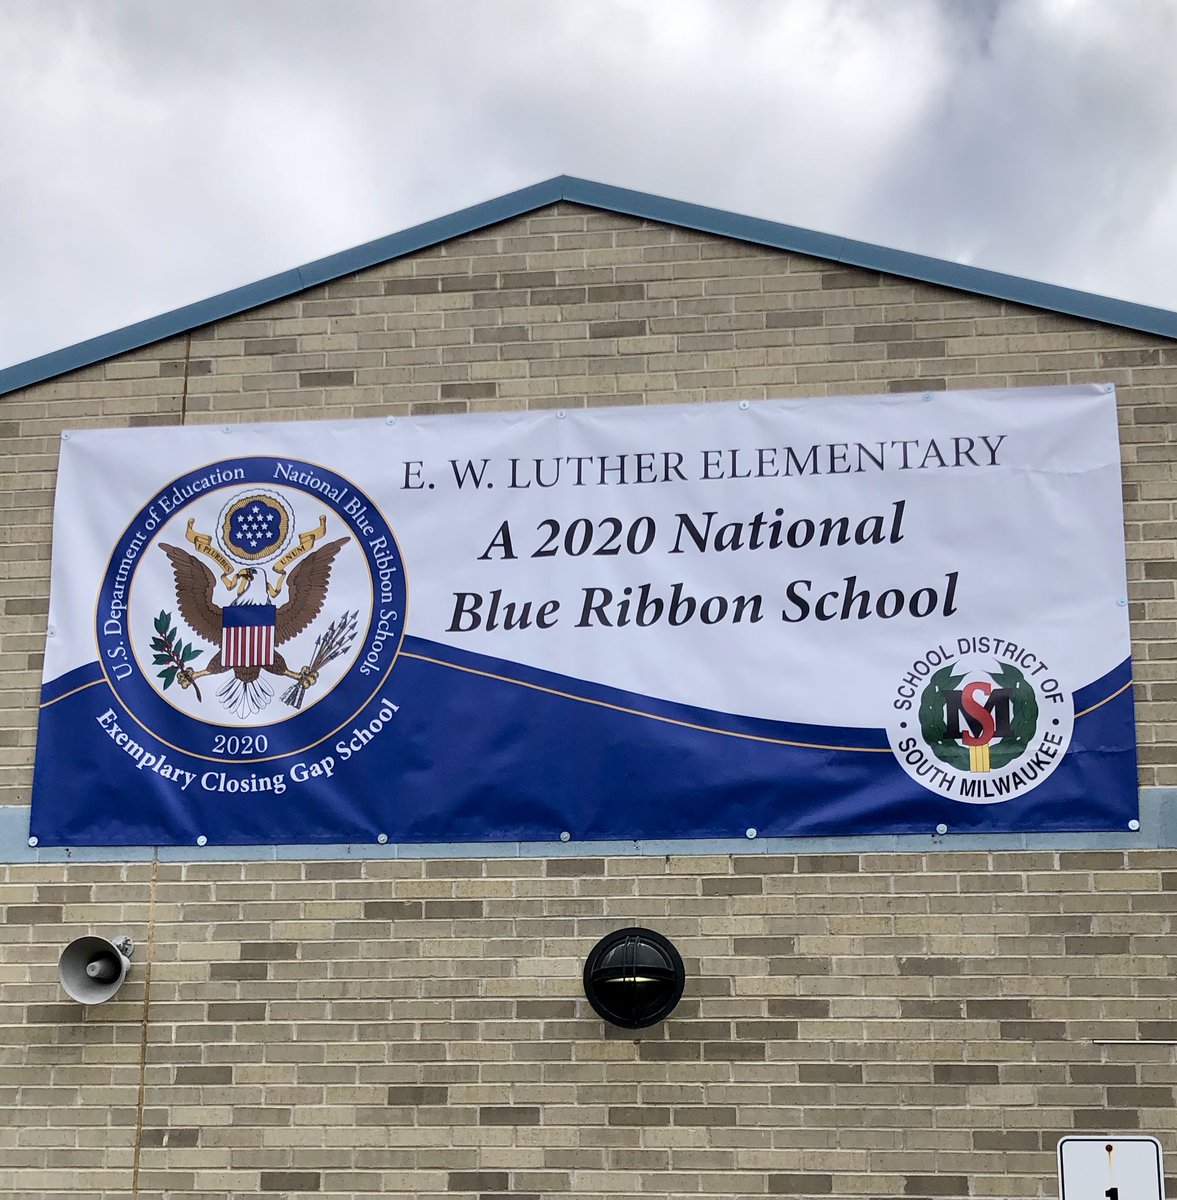 E. W. LUTHER ELEMENTARY
A 2020 National
Blue Ribbon School
U.S. Department of Education National Blue Ribbon Schools
E PLURIBUS UNUM
2020
Exemplary Closing Gap School
SCHOOL DISTRICT OF
• SOUTH MILWAUKEE •
SM
1